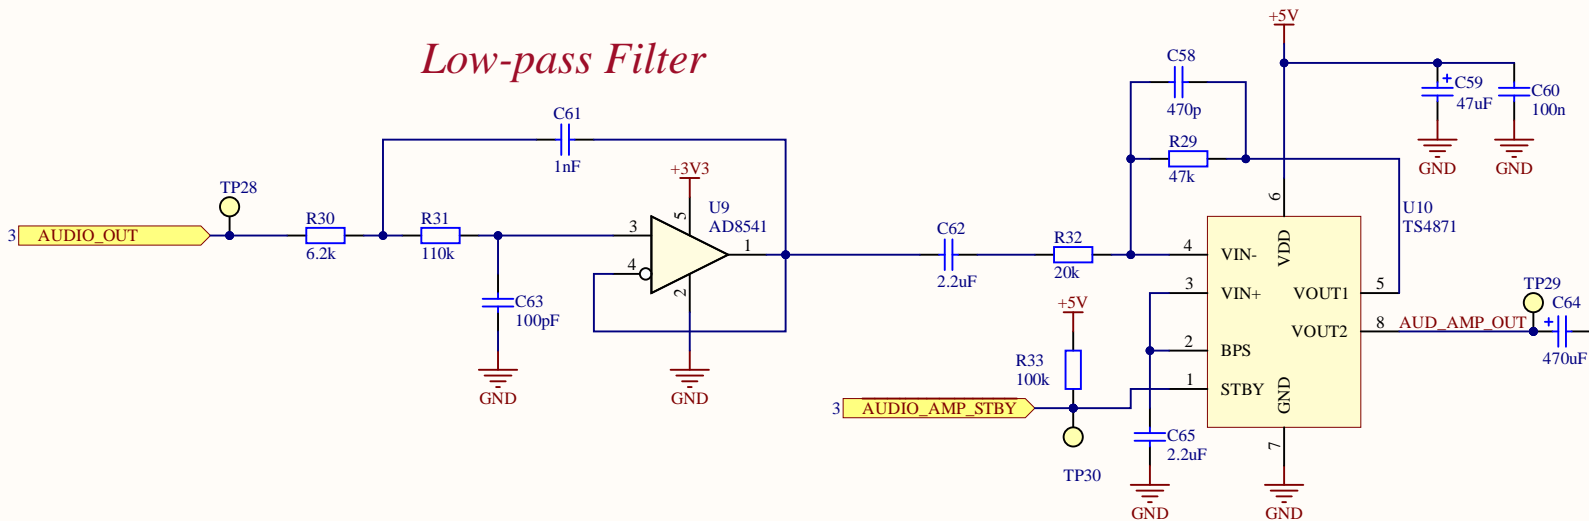 Low-pass Filter
+5V
C58
470p
C59
47uF
C60
100n
GND
GND
R29
47k
C61
1nF
+3V3
TP28
3
AUDIO_OUT
R30
6.2k
R31
110k
U9
AD8541
3
4
5
1
2
C63
100pF
GND
GND
C62
2.2uF
R32
20k
U10
TS4871
6
VDD
4
VIN-
3
VIN+
2
BPS
1
STBY
GND
7
VOUT1
5
VOUT2
8
AUD_AMP_OUT
TP29
C64
470uF
+5V
R33
100k
3
AUDIO_AMP_STBY
TP30
C65
2.2uF
GND
GND